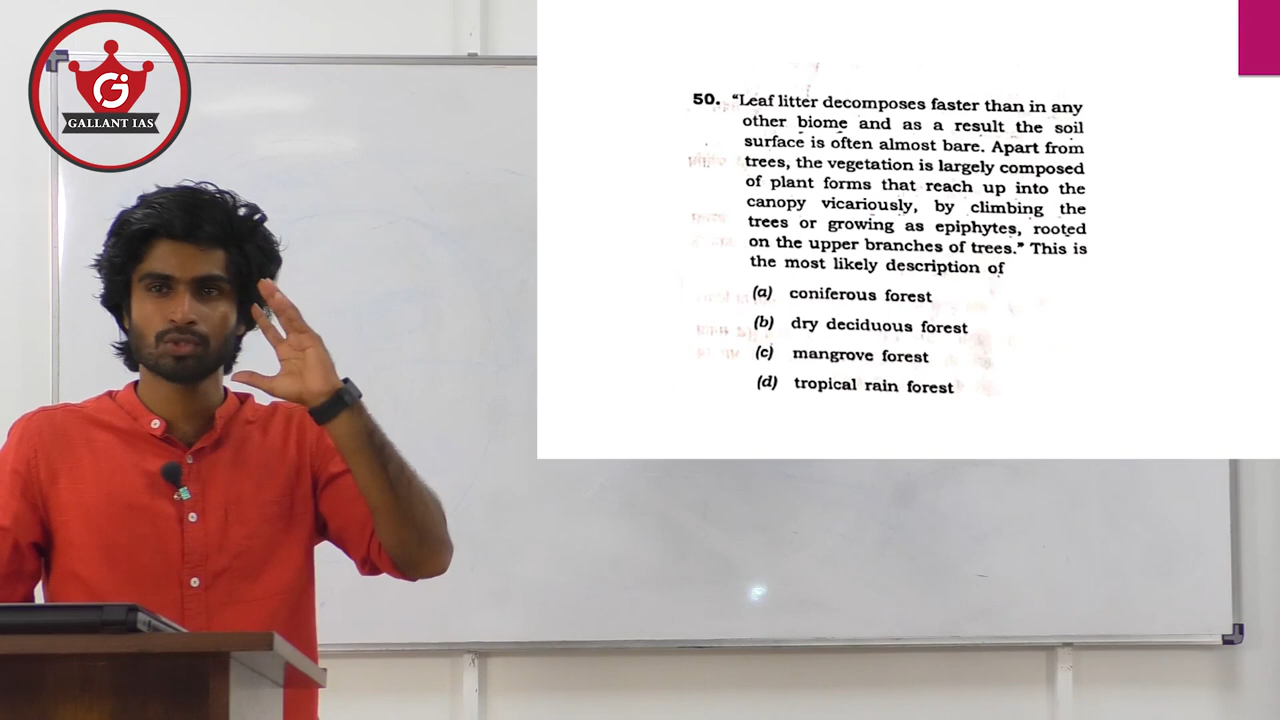 GALLANT IAS
50. “Leaf litter decomposes faster than in any
other biome and as a result the soil
surface is often almost bare. Apart from
trees, the vegetation is largely composed
of plant forms that reach up into the
canopy vicariously, by climbing the
trees or growing as epiphytes, rooted
on the upper branches of trees.” This is
the most likely description of
(a) coniferous forest
(b) dry deciduous forest
(c) mangrove forest
(d) tropical rain forest